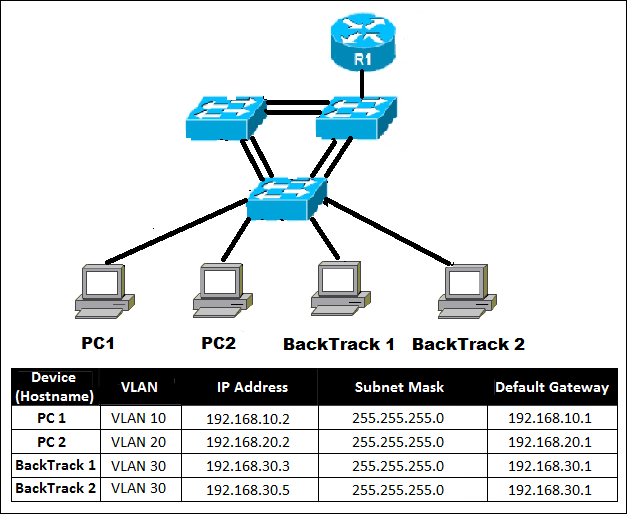 R1
PC1 PC2 BackTrack 1 BackTrack 2
Device (Hostname) VLAN IP Address Subnet Mask Default Gateway
PC 1 VLAN 10 192.168.10.2 255.255.255.0 192.168.10.1
PC 2 VLAN 20 192.168.20.2 255.255.255.0 192.168.20.1
BackTrack 1 VLAN 30 192.168.30.3 255.255.255.0 192.168.30.1
BackTrack 2 VLAN 30 192.168.30.5 255.255.255.0 192.168.30.1